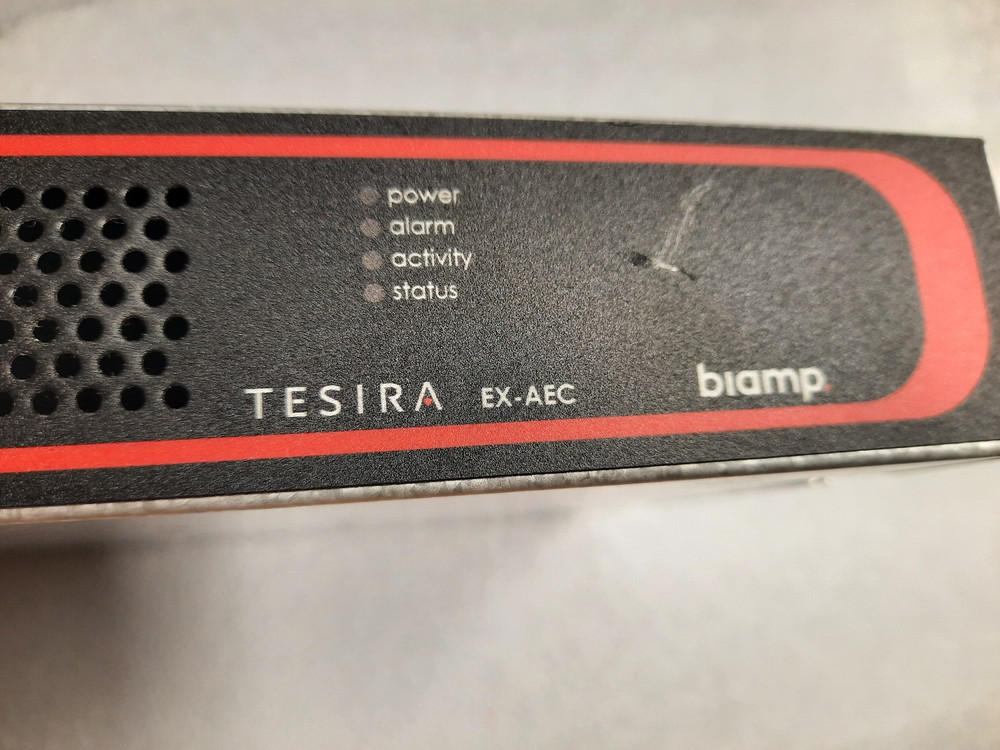 power
alarm
activity
status
TESIRA EX-AEC
biamp.